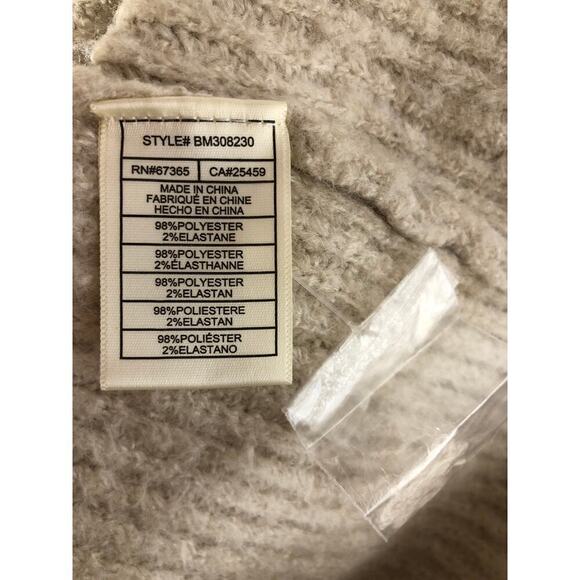 STYLE# BM308230
RN#67365 CA#25459
MADE IN CHINA
FABRIQUÉ EN CHINE
HECHO EN CHINA
98%POLYESTER
2%ELASTANE
98%POLYESTER
2%ÉLASTHANNE
98%POLYESTER
2%ELASTAN
98%POLIESTERE
2%ELASTAN
98%POLIÉSTER
2%ELASTANO